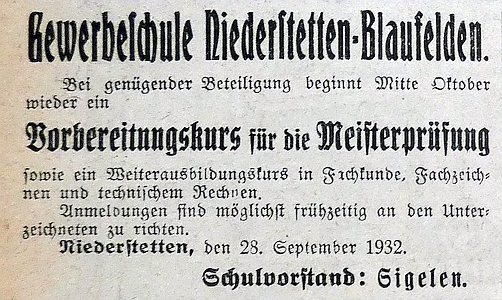 Gewerbeschule Niederstetten-Blaufelden.
Bei genügender Beteiligung beginnt Mitte Oktober
wieder ein
Vorbereitungskurs für die Meisterprüfung
sowie ein Weiterausbildungskurs in Fachkunde, Fachzeich-
nen und technischem Rechnen.
Anmeldungen sind möglichst frühzeitig an den Unter-
zeichneten zu richten.
Niederstetten, den 28. September 1932.
Schulvorstand: Sigelen.